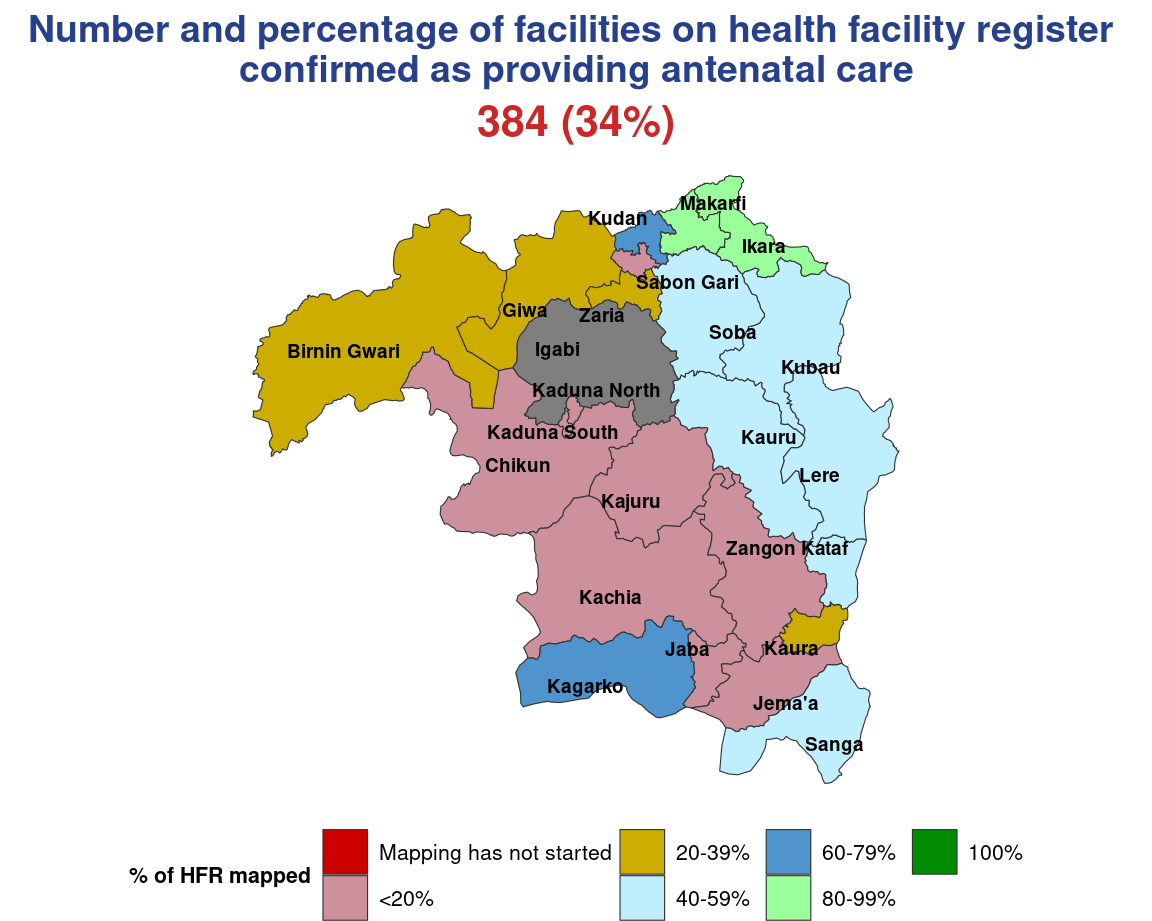 Number and percentage of facilities on health facility register
confirmed as providing antenatal care
384 (34%)
Makarfi
Kudan
Ikara
Sabon Gari
Giwa
Zaria
Soba
Birnin Gwari
Igabi
Kubau
Kaduna North
Kaduna South
Kauru
Chikun
Lere
Kajuru
Zangon Kataf
Kachia
Jaba
Kaura
Kagarko
Jema'a
Sanga
% of HFR mapped
Mapping has not started
<20%
20-39%
40-59%
60-79%
80-99%
100%